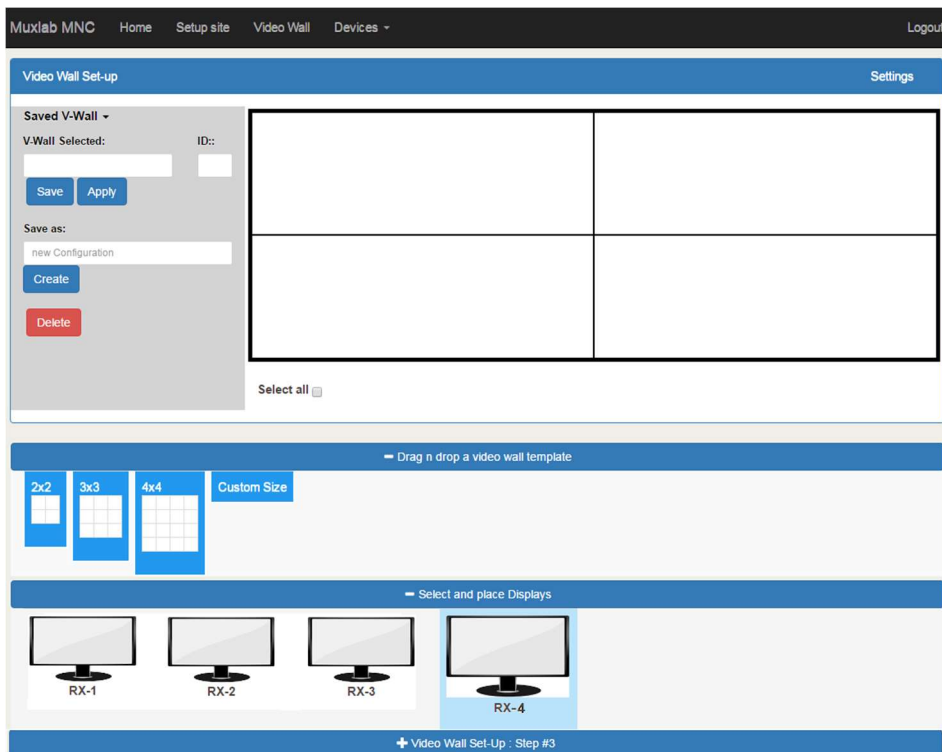 Muxlab MNC Home Setup site Video Wall Devices Logout
Video Wall Set-up Settings
Saved V-Wall
V-Wall Selected: ID::
Save Apply
Save as:
new Configuration
Create
Delete
Select all
Drag n drop a video wall template
2x2 3x3 4x4 Custom Size
Select and place Displays
RX-1 RX-2 RX-3 RX-4
Video Wall Set-Up : Step #3